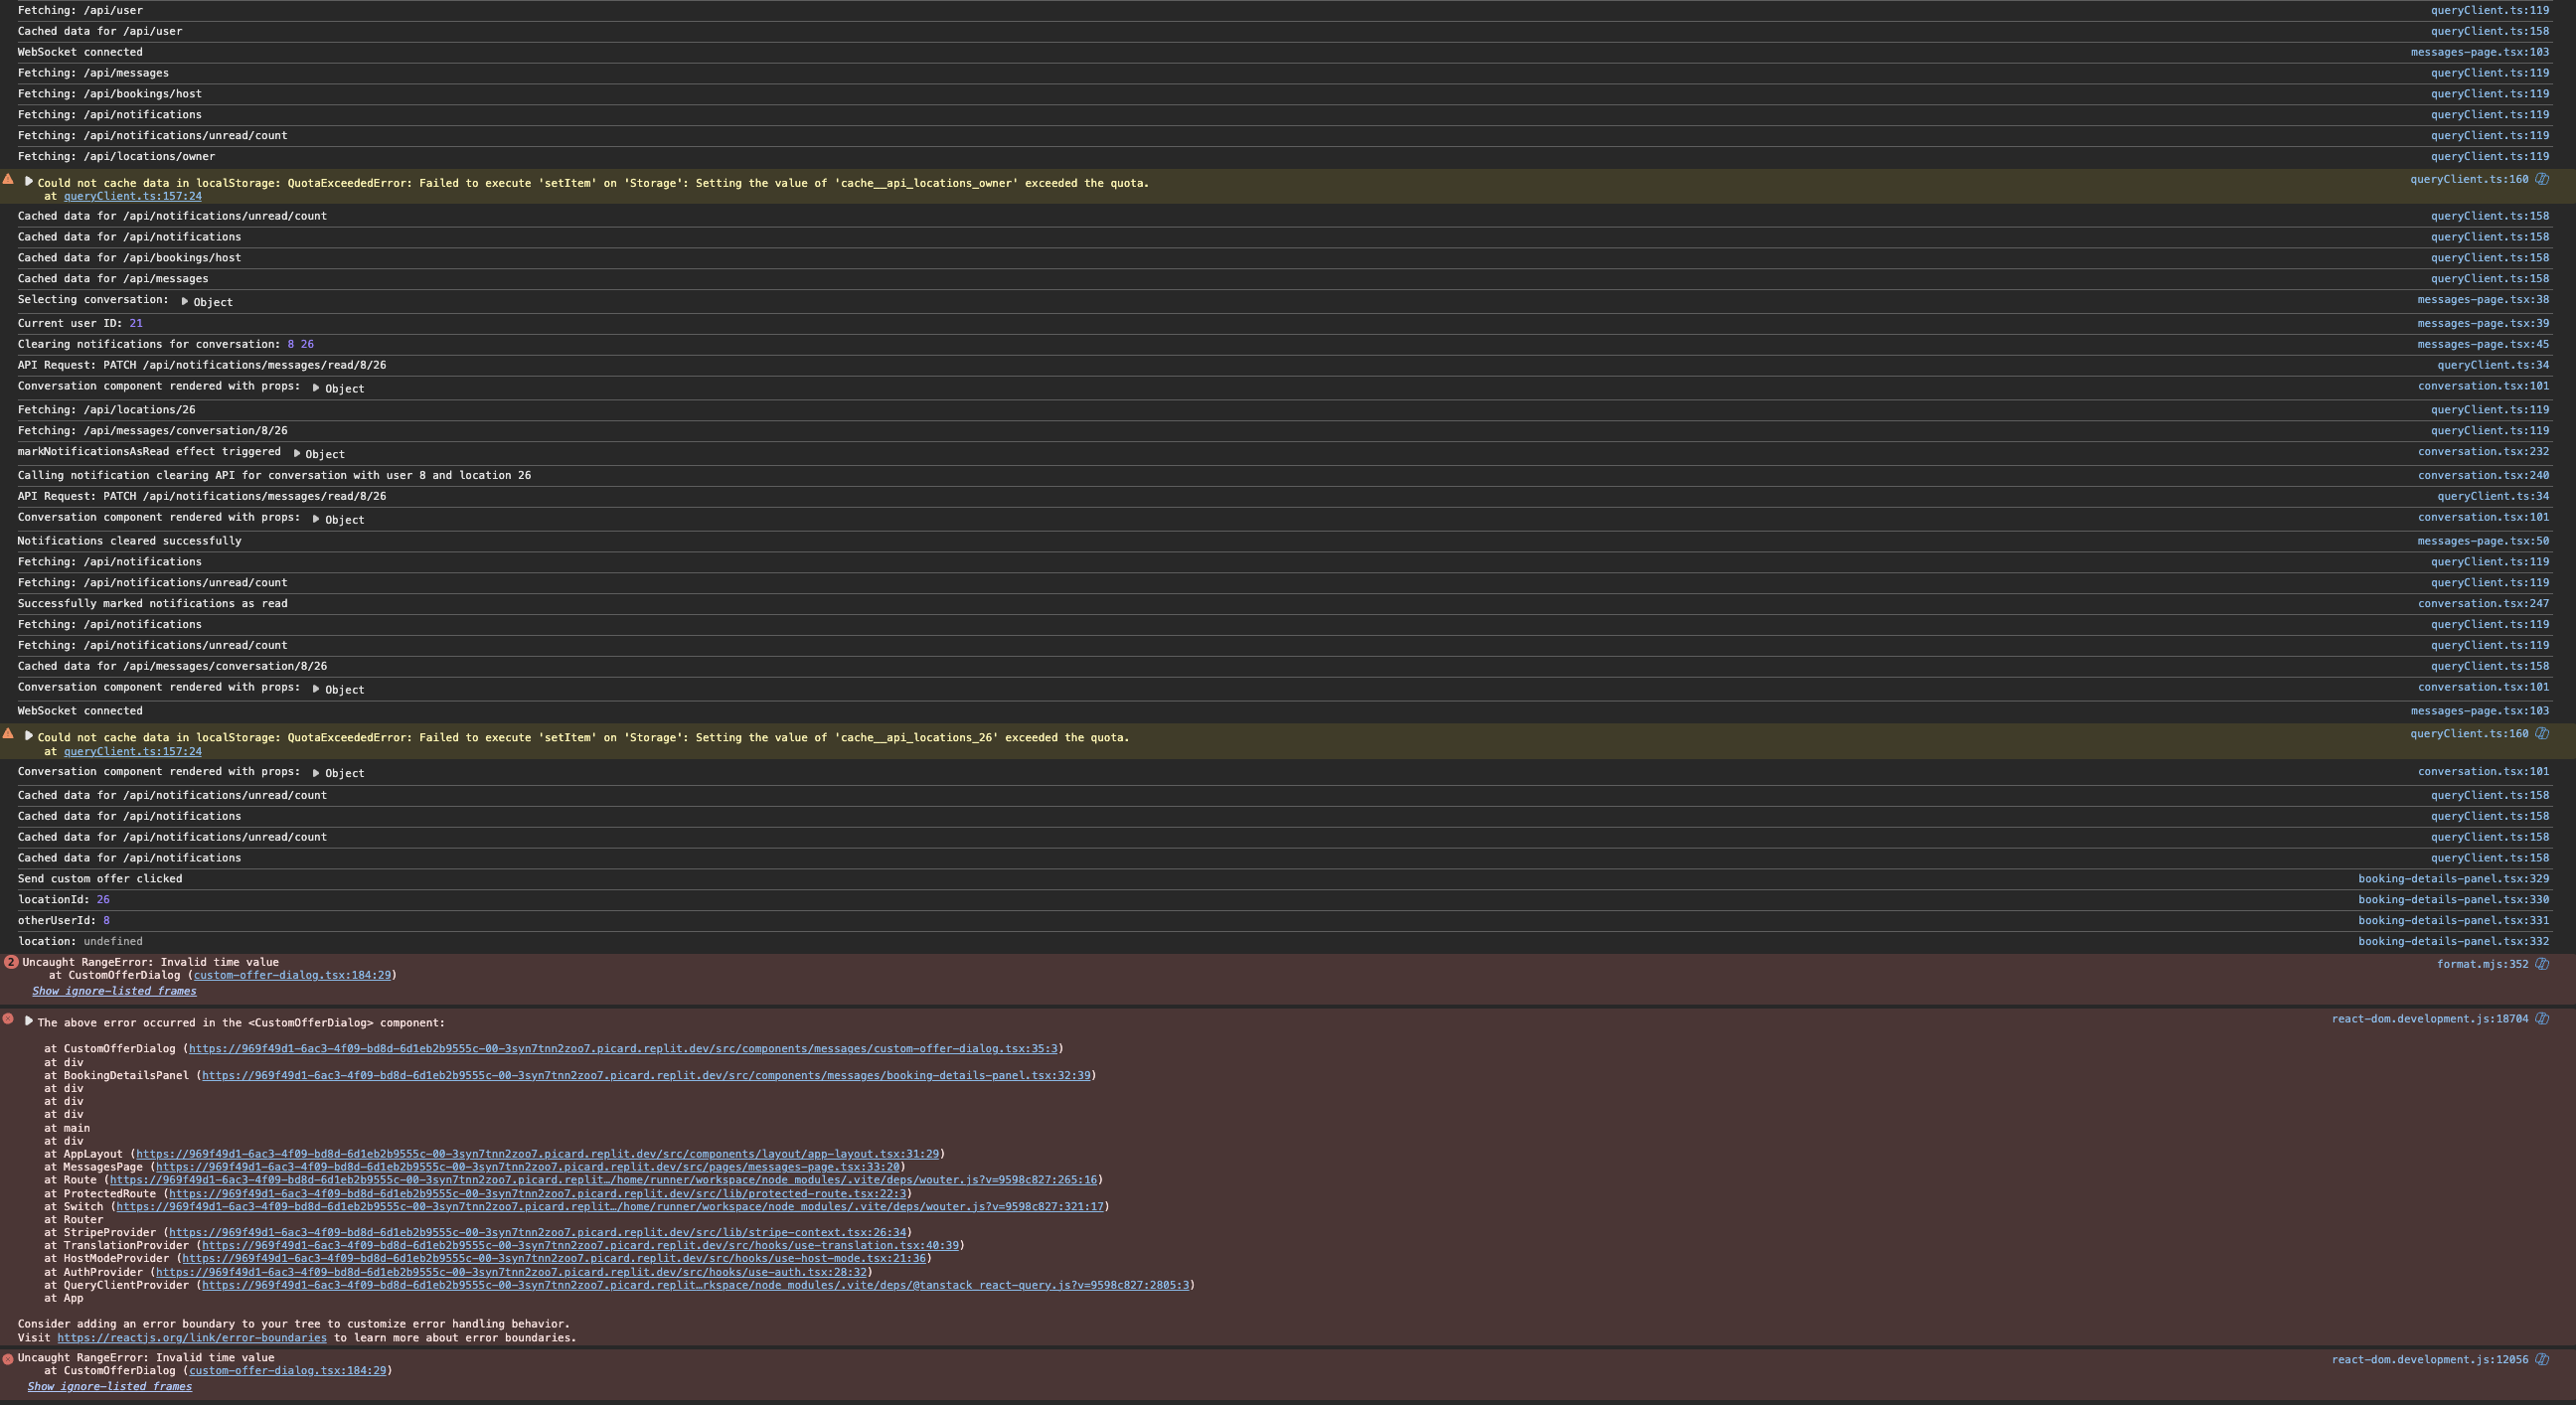 Fetching: /api/user queryClient.ts:119
Cached data for /api/user queryClient.ts:158
WebSocket connected messages-page.tsx:103
Fetching: /api/messages queryClient.ts:119
Fetching: /api/bookings/host queryClient.ts:119
Fetching: /api/notifications queryClient.ts:119
Fetching: /api/notifications/unread/count queryClient.ts:119
Fetching: /api/locations/owner queryClient.ts:119
Could not cache data in localStorage: QuotaExceededError: Failed to execute 'setItem' on 'Storage': Setting the value of 'cache__api_locations_owner' exceeded the quota. queryClient.ts:160
at queryClient.ts:157:24
Cached data for /api/notifications/unread/count queryClient.ts:158
Cached data for /api/notifications queryClient.ts:158
Cached data for /api/bookings/host queryClient.ts:158
Cached data for /api/messages queryClient.ts:158
Selecting conversation: Object messages-page.tsx:38
Current user ID: 21 messages-page.tsx:39
Clearing notifications for conversation: 8 26 messages-page.tsx:45
API Request: PATCH /api/notifications/messages/read/8/26 queryClient.ts:34
Conversation component rendered with props: Object conversation.tsx:101
Fetching: /api/locations/26 queryClient.ts:119
Fetching: /api/messages/conversation/8/26 queryClient.ts:119
markNotificationsAsRead effect triggered Object conversation.tsx:232
Calling notification clearing API for conversation with user 8 and location 26 conversation.tsx:240
API Request: PATCH /api/notifications/messages/read/8/26 queryClient.ts:34
Conversation component rendered with props: Object conversation.tsx:101
Notifications cleared successfully messages-page.tsx:50
Fetching: /api/notifications queryClient.ts:119
Fetching: /api/notifications/unread/count queryClient.ts:119
Successfully marked notifications as read conversation.tsx:247
Fetching: /api/notifications queryClient.ts:119
Fetching: /api/notifications/unread/count queryClient.ts:119
Cached data for /api/messages/conversation/8/26 queryClient.ts:158
Conversation component rendered with props: Object conversation.tsx:101
WebSocket connected messages-page.tsx:103
Could not cache data in localStorage: QuotaExceededError: Failed to execute 'setItem' on 'Storage': Setting the value of 'cache__api_locations_26' exceeded the quota. queryClient.ts:160
at queryClient.ts:157:24
Conversation component rendered with props: Object conversation.tsx:101
Cached data for /api/notifications/unread/count queryClient.ts:158
Cached data for /api/notifications queryClient.ts:158
Cached data for /api/notifications/unread/count queryClient.ts:158
Cached data for /api/notifications queryClient.ts:158
Send custom offer clicked booking-details-panel.tsx:329
locationId: 26 booking-details-panel.tsx:330
otherUserId: 8 booking-details-panel.tsx:331
location: undefined booking-details-panel.tsx:332
2 Uncaught RangeError: Invalid time value format.mjs:352
at CustomOfferDialog (custom-offer-dialog.tsx:184:29)
Show ignore-listed frames
The above error occurred in the <CustomOfferDialog> component: react-dom.development.js:18704
at CustomOfferDialog (https://969f49d1-6ac3-4f09-bd8d-6d1eb2b9555c-00-3syn7tnn2zoo7.picard.replit.dev/src/components/messages/custom-offer-dialog.tsx:35:3)
at div
at BookingDetailsPanel (https://969f49d1-6ac3-4f09-bd8d-6d1eb2b9555c-00-3syn7tnn2zoo7.picard.replit.dev/src/components/messages/booking-details-panel.tsx:32:39)
at div
at div
at div
at main
at div
at AppLayout (https://969f49d1-6ac3-4f09-bd8d-6d1eb2b9555c-00-3syn7tnn2zoo7.picard.replit.dev/src/components/layout/app-layout.tsx:31:29)
at MessagesPage (https://969f49d1-6ac3-4f09-bd8d-6d1eb2b9555c-00-3syn7tnn2zoo7.picard.replit.dev/src/pages/messages-page.tsx:33:20)
at Route (https://969f49d1-6ac3-4f09-bd8d-6d1eb2b9555c-00-3syn7tnn2zoo7.picard.replit…/home/runner/workspace/node_modules/.vite/deps/wouter.js?v=9598c827:265:16)
at ProtectedRoute (https://969f49d1-6ac3-4f09-bd8d-6d1eb2b9555c-00-3syn7tnn2zoo7.picard.replit.dev/src/lib/protected-route.tsx:22:3)
at Switch (https://969f49d1-6ac3-4f09-bd8d-6d1eb2b9555c-00-3syn7tnn2zoo7.picard.replit…/home/runner/workspace/node_modules/.vite/deps/wouter.js?v=9598c827:321:17)
at Router
at StripeProvider (https://969f49d1-6ac3-4f09-bd8d-6d1eb2b9555c-00-3syn7tnn2zoo7.picard.replit.dev/src/lib/stripe-context.tsx:26:34)
at TranslationProvider (https://969f49d1-6ac3-4f09-bd8d-6d1eb2b9555c-00-3syn7tnn2zoo7.picard.replit.dev/src/hooks/use-translation.tsx:40:39)
at HostModeProvider (https://969f49d1-6ac3-4f09-bd8d-6d1eb2b9555c-00-3syn7tnn2zoo7.picard.replit.dev/src/hooks/use-host-mode.tsx:21:36)
at AuthProvider (https://969f49d1-6ac3-4f09-bd8d-6d1eb2b9555c-00-3syn7tnn2zoo7.picard.replit.dev/src/hooks/use-auth.tsx:28:32)
at QueryClientProvider (https://969f49d1-6ac3-4f09-bd8d-6d1eb2b9555c-00-3syn7tnn2zoo7.picard.replit…rkspace/node_modules/.vite/deps/@tanstack_react-query.js?v=9598c827:2805:3)
at App
Consider adding an error boundary to your tree to customize error handling behavior.
Visit https://reactjs.org/link/error-boundaries to learn more about error boundaries.
Uncaught RangeError: Invalid time value react-dom.development.js:12056
at CustomOfferDialog (custom-offer-dialog.tsx:184:29)
Show ignore-listed frames